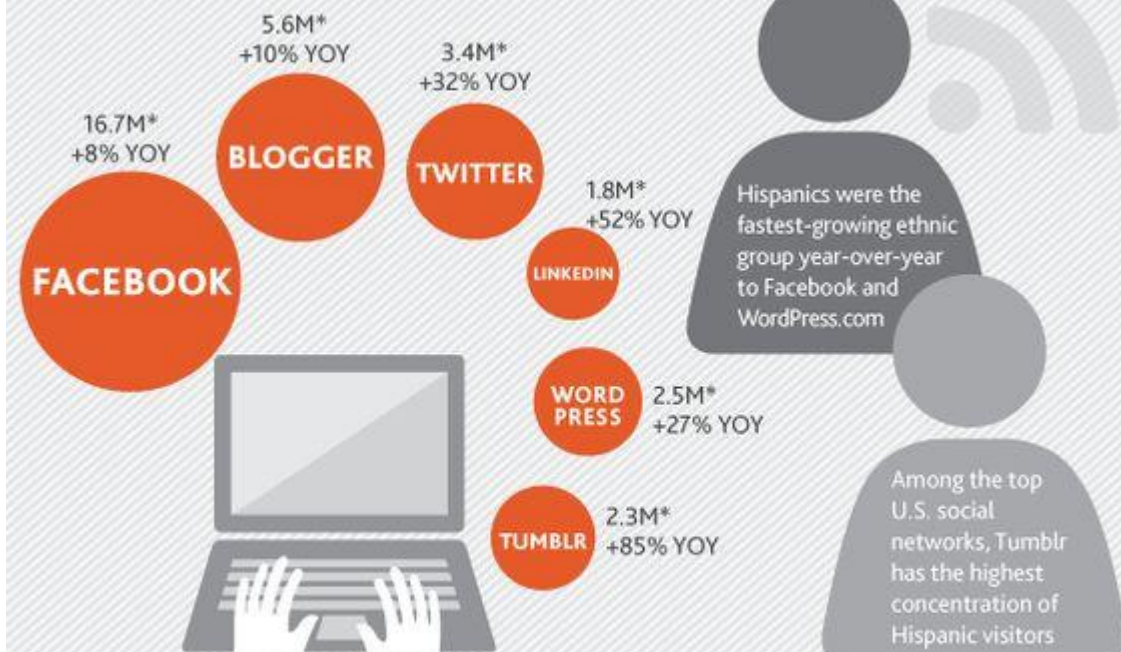 5.6M*
+10% YOY
3.4M*
+32% YOY
16.7M*
+8% YOY
BLOGGER
TWITTER
1.8M*
+52% YOY
FACEBOOK
LINKEDIN
Hispanics were the
fastest-growing ethnic
group year-over-year
to Facebook and
WordPress.com
WORD
PRESS
2.5M*
+27% YOY
TUMBLR
2.3M*
+85% YOY
Among the top
U.S. social
networks, Tumblr
has the highest
concentration of
Hispanic visitors